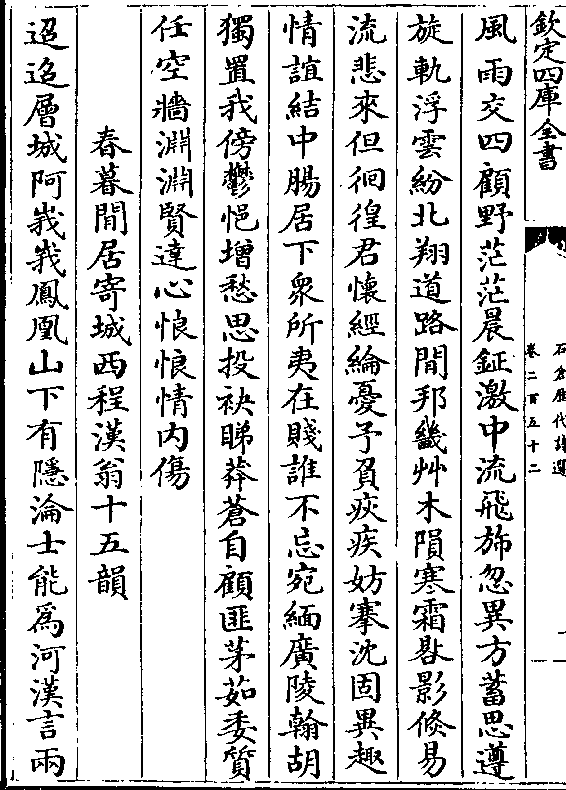 欽定四庫全書
石倉歷代詩選
卷二百五十二
風雨交四顧野茫茫晨鉦激中流飛斾忽異方蓄思遵
旋軌浮雲紛北翔道路間邦畿艸木隕寒霜晷影倏易
流悲來但徊徨君懷經綸憂予負疢疾妨搴沈固異趣
情誼結中腸居下衆所夷在賤誰不忘宛緬廣陵翰胡
獨置我傍鬱悒增愁思投袂睇莽蒼自顧匪茅茹委質
任空牆淵淵賢達心悢悢情内傷
春暮閒居寄城西程漢翁十五韻
迢迢層城阿峩峩鳳凰山下有隱淪士能為河漢言兩